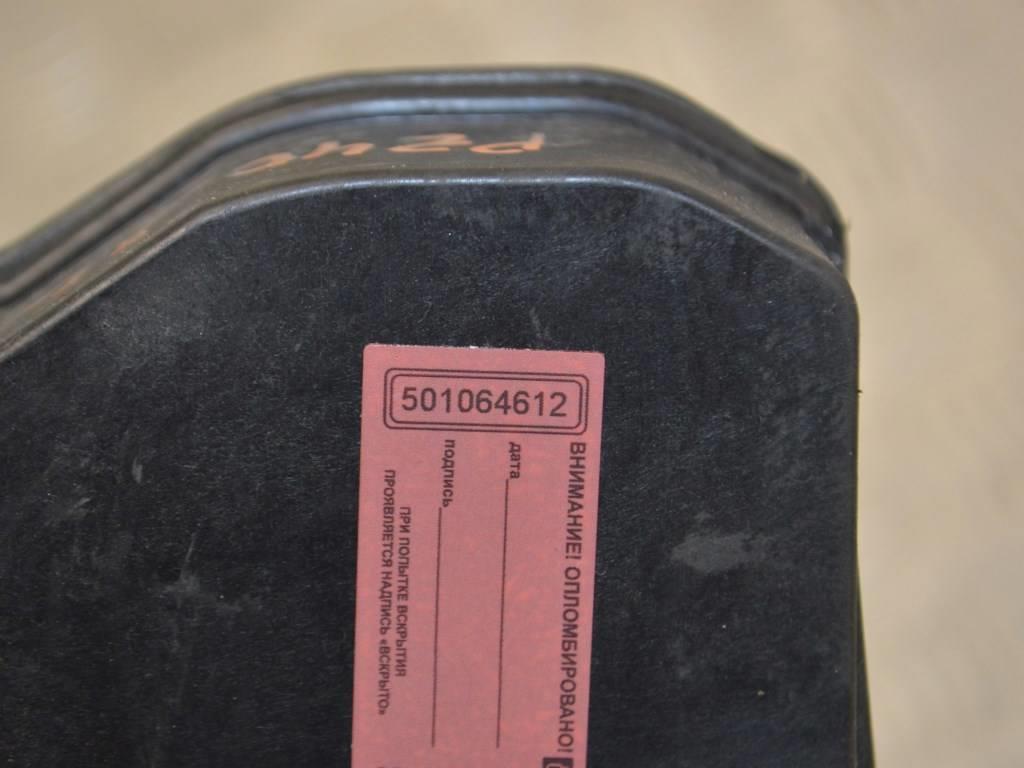 501064612
ВНИМАНИЕ! ОПЛОМБИРОВАНО!
дата
подпись
ПРИ ПОПЫТКЕ ВСКРЫТИЯ
ПРОЯВЛЯЕТСЯ НАДПИСЬ «ВСКРЫТО»